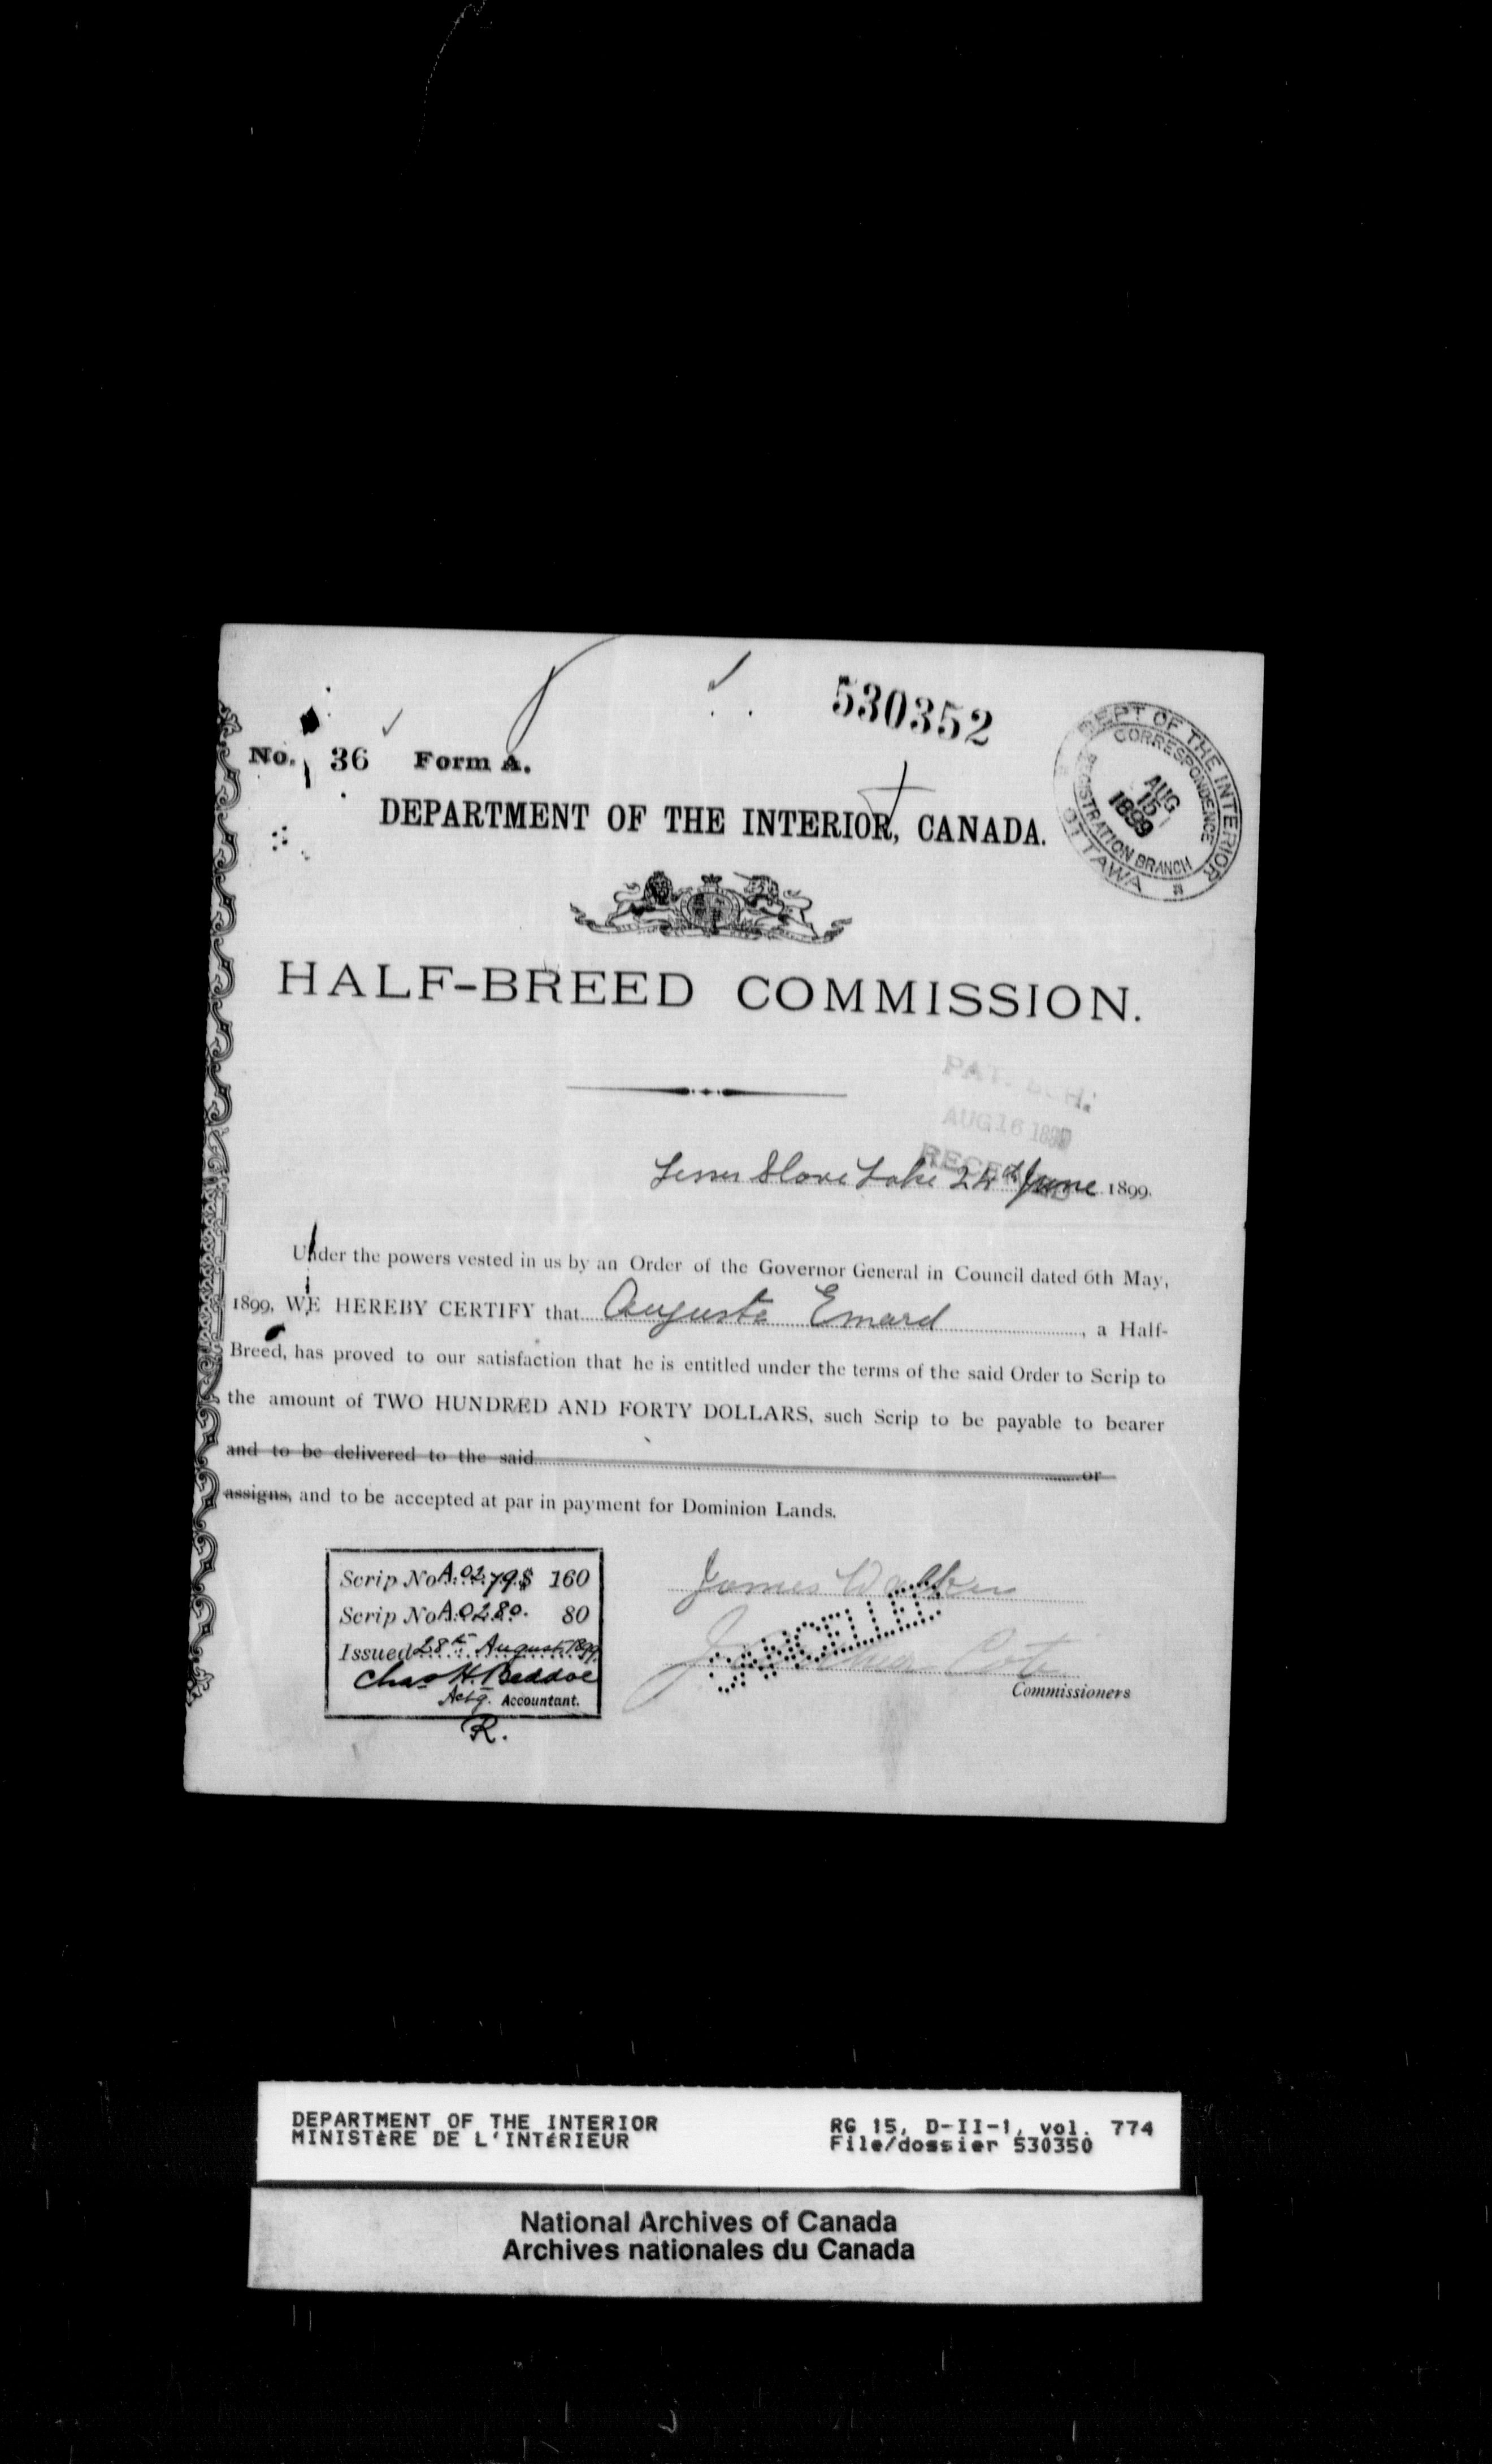 530352
No. 36 Form A.
DEPT OF THE INTERIOR
CORRESPONDENCE
AUG
15
1899
REGISTRATION BRANCH
OTTAWA
DEPARTMENT OF THE INTERIOR, CANADA.
HALF-BREED COMMISSION.
PAT. BCH.
AUG 16 1899
RECEIVED
Lesser Slave Lake 24th June 1899.
Under the powers vested in us by an Order of the Governor General in Council dated 6th May,
1899, WE HEREBY CERTIFY that Auguste Emard, a Half-
Breed, has proved to our satisfaction that he is entitled under the terms of the said Order to Scrip to
the amount of TWO HUNDRED AND FORTY DOLLARS, such Scrip to be payable to bearer
and to be delivered to the said or
assigns, and to be accepted at par in payment for Dominion Lands.
Scrip No A.0279 $ 160
Scrip No A.0280. 80
Issued 28th August 1899
Chas H. Beddoe
Actg. Accountant.
R.
James Walker
CANCELLED
Cote
Commissioners
DEPARTMENT OF THE INTERIOR
MINISTÈRE DE L'INTÉRIEUR
RG 15, D-II-1, vol. 774
File/dossier 530350
National Archives of Canada
Archives nationales du Canada